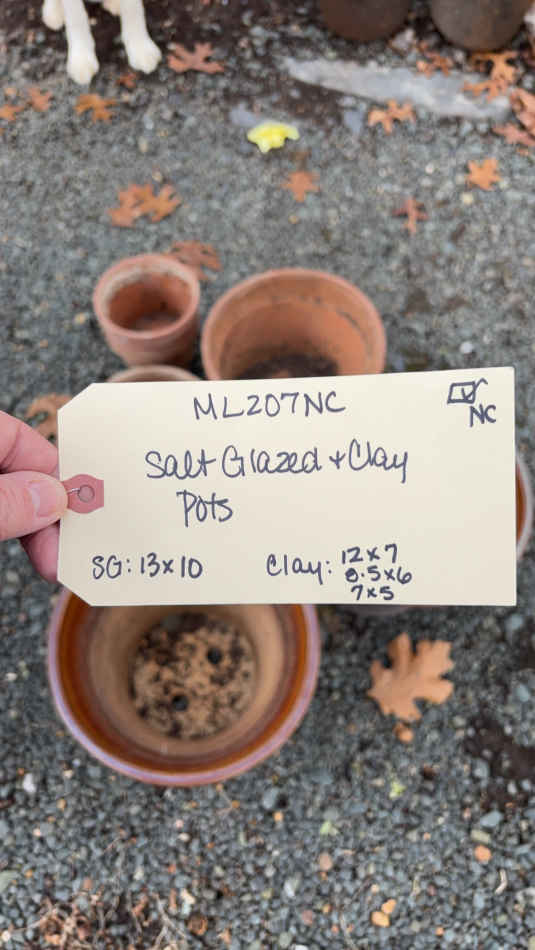 ML207NC
NC
Salt Glazed + Clay
Pots
SG: 13x10
Clay: 12x7
8.5x6
7x5